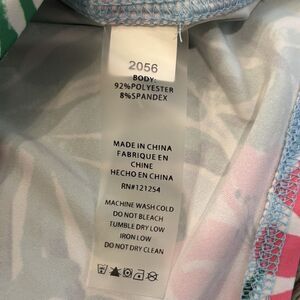 2056
BODY:
92%POLYESTER
8%SPANDEX
MADE IN CHINA
FABRIQUE EN
CHINE
HECHO EN CHINA
RN#121254
MACHINE WASH COLD
DO NOT BLEACH
TUMBLE DRY LOW
IRON LOW
DO NOT DRY CLEAN